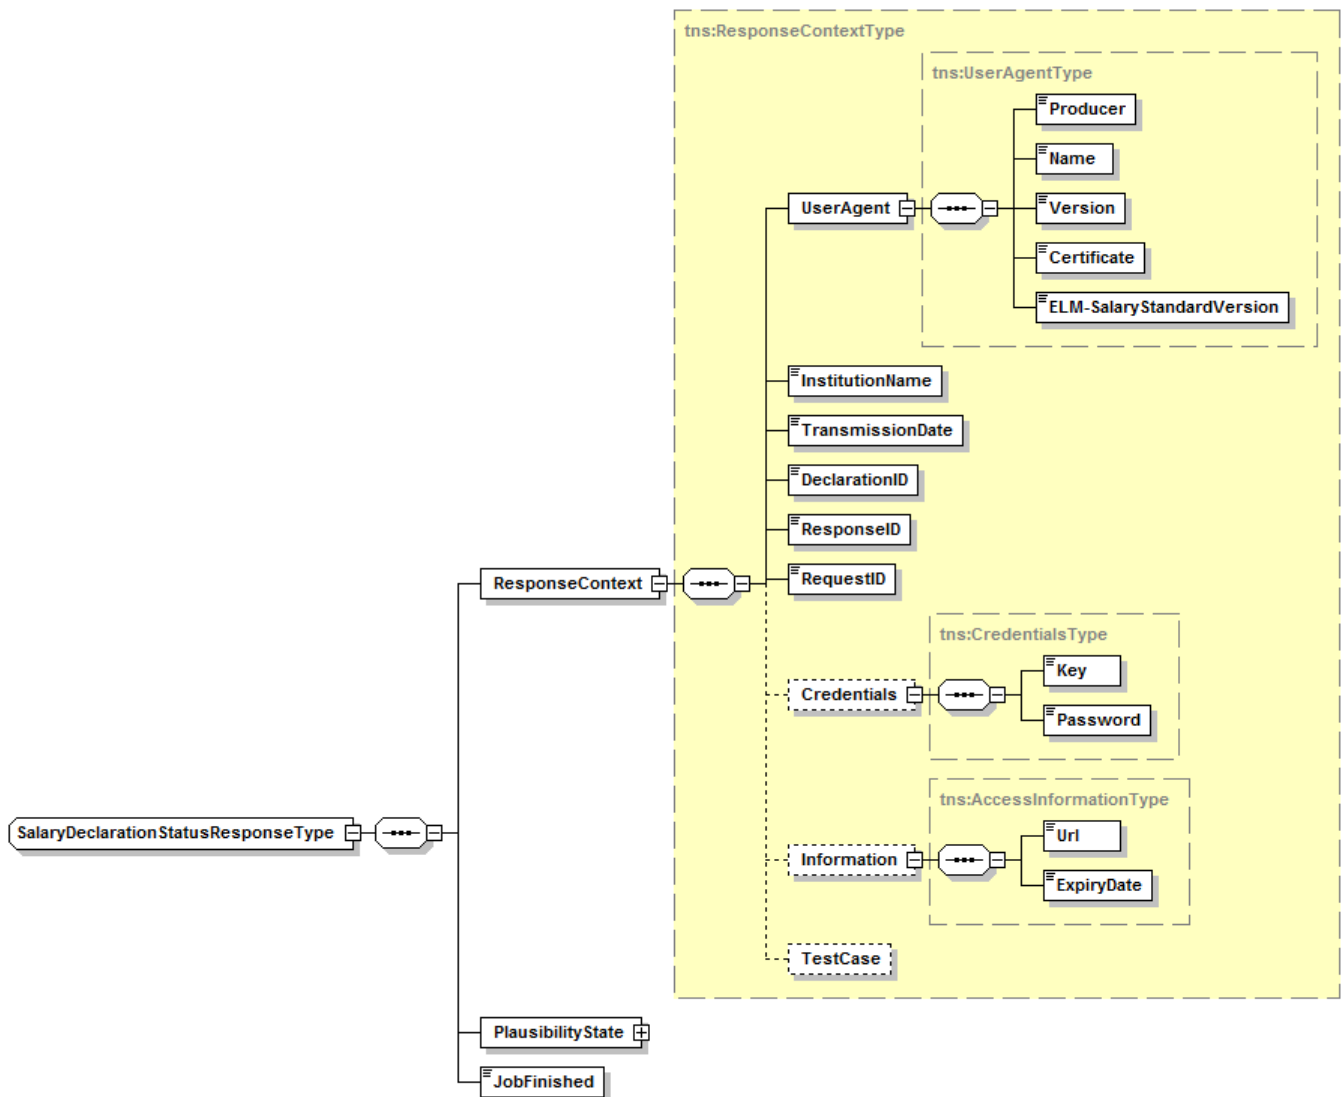 tns:ResponseContextType
tns:UserAgentType
Producer
Name
UserAgent
Version
Certificate
ELM-SalaryStandardVersion
InstitutionName
TransmissionDate
DeclarationID
ResponseID
ResponseContext
RequestID
tns:CredentialsType
Key
Credentials
Password
tns:AccessInformationType
SalaryDeclarationStatusResponseType
Url
Information
ExpiryDate
TestCase
PlausibilityState
JobFinished